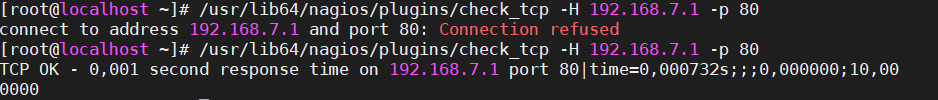 [root@localhost ~]# /usr/lib64/nagios/plugins/check_tcp -H 192.168.7.1 -p 80
connect to address 192.168.7.1 and port 80: Connection refused
[root@localhost ~]# /usr/lib64/nagios/plugins/check_tcp -H 192.168.7.1 -p 80
TCP OK - 0,001 second response time on 192.168.7.1 port 80|time=0,000732s;;;0,000000;10,00
0000